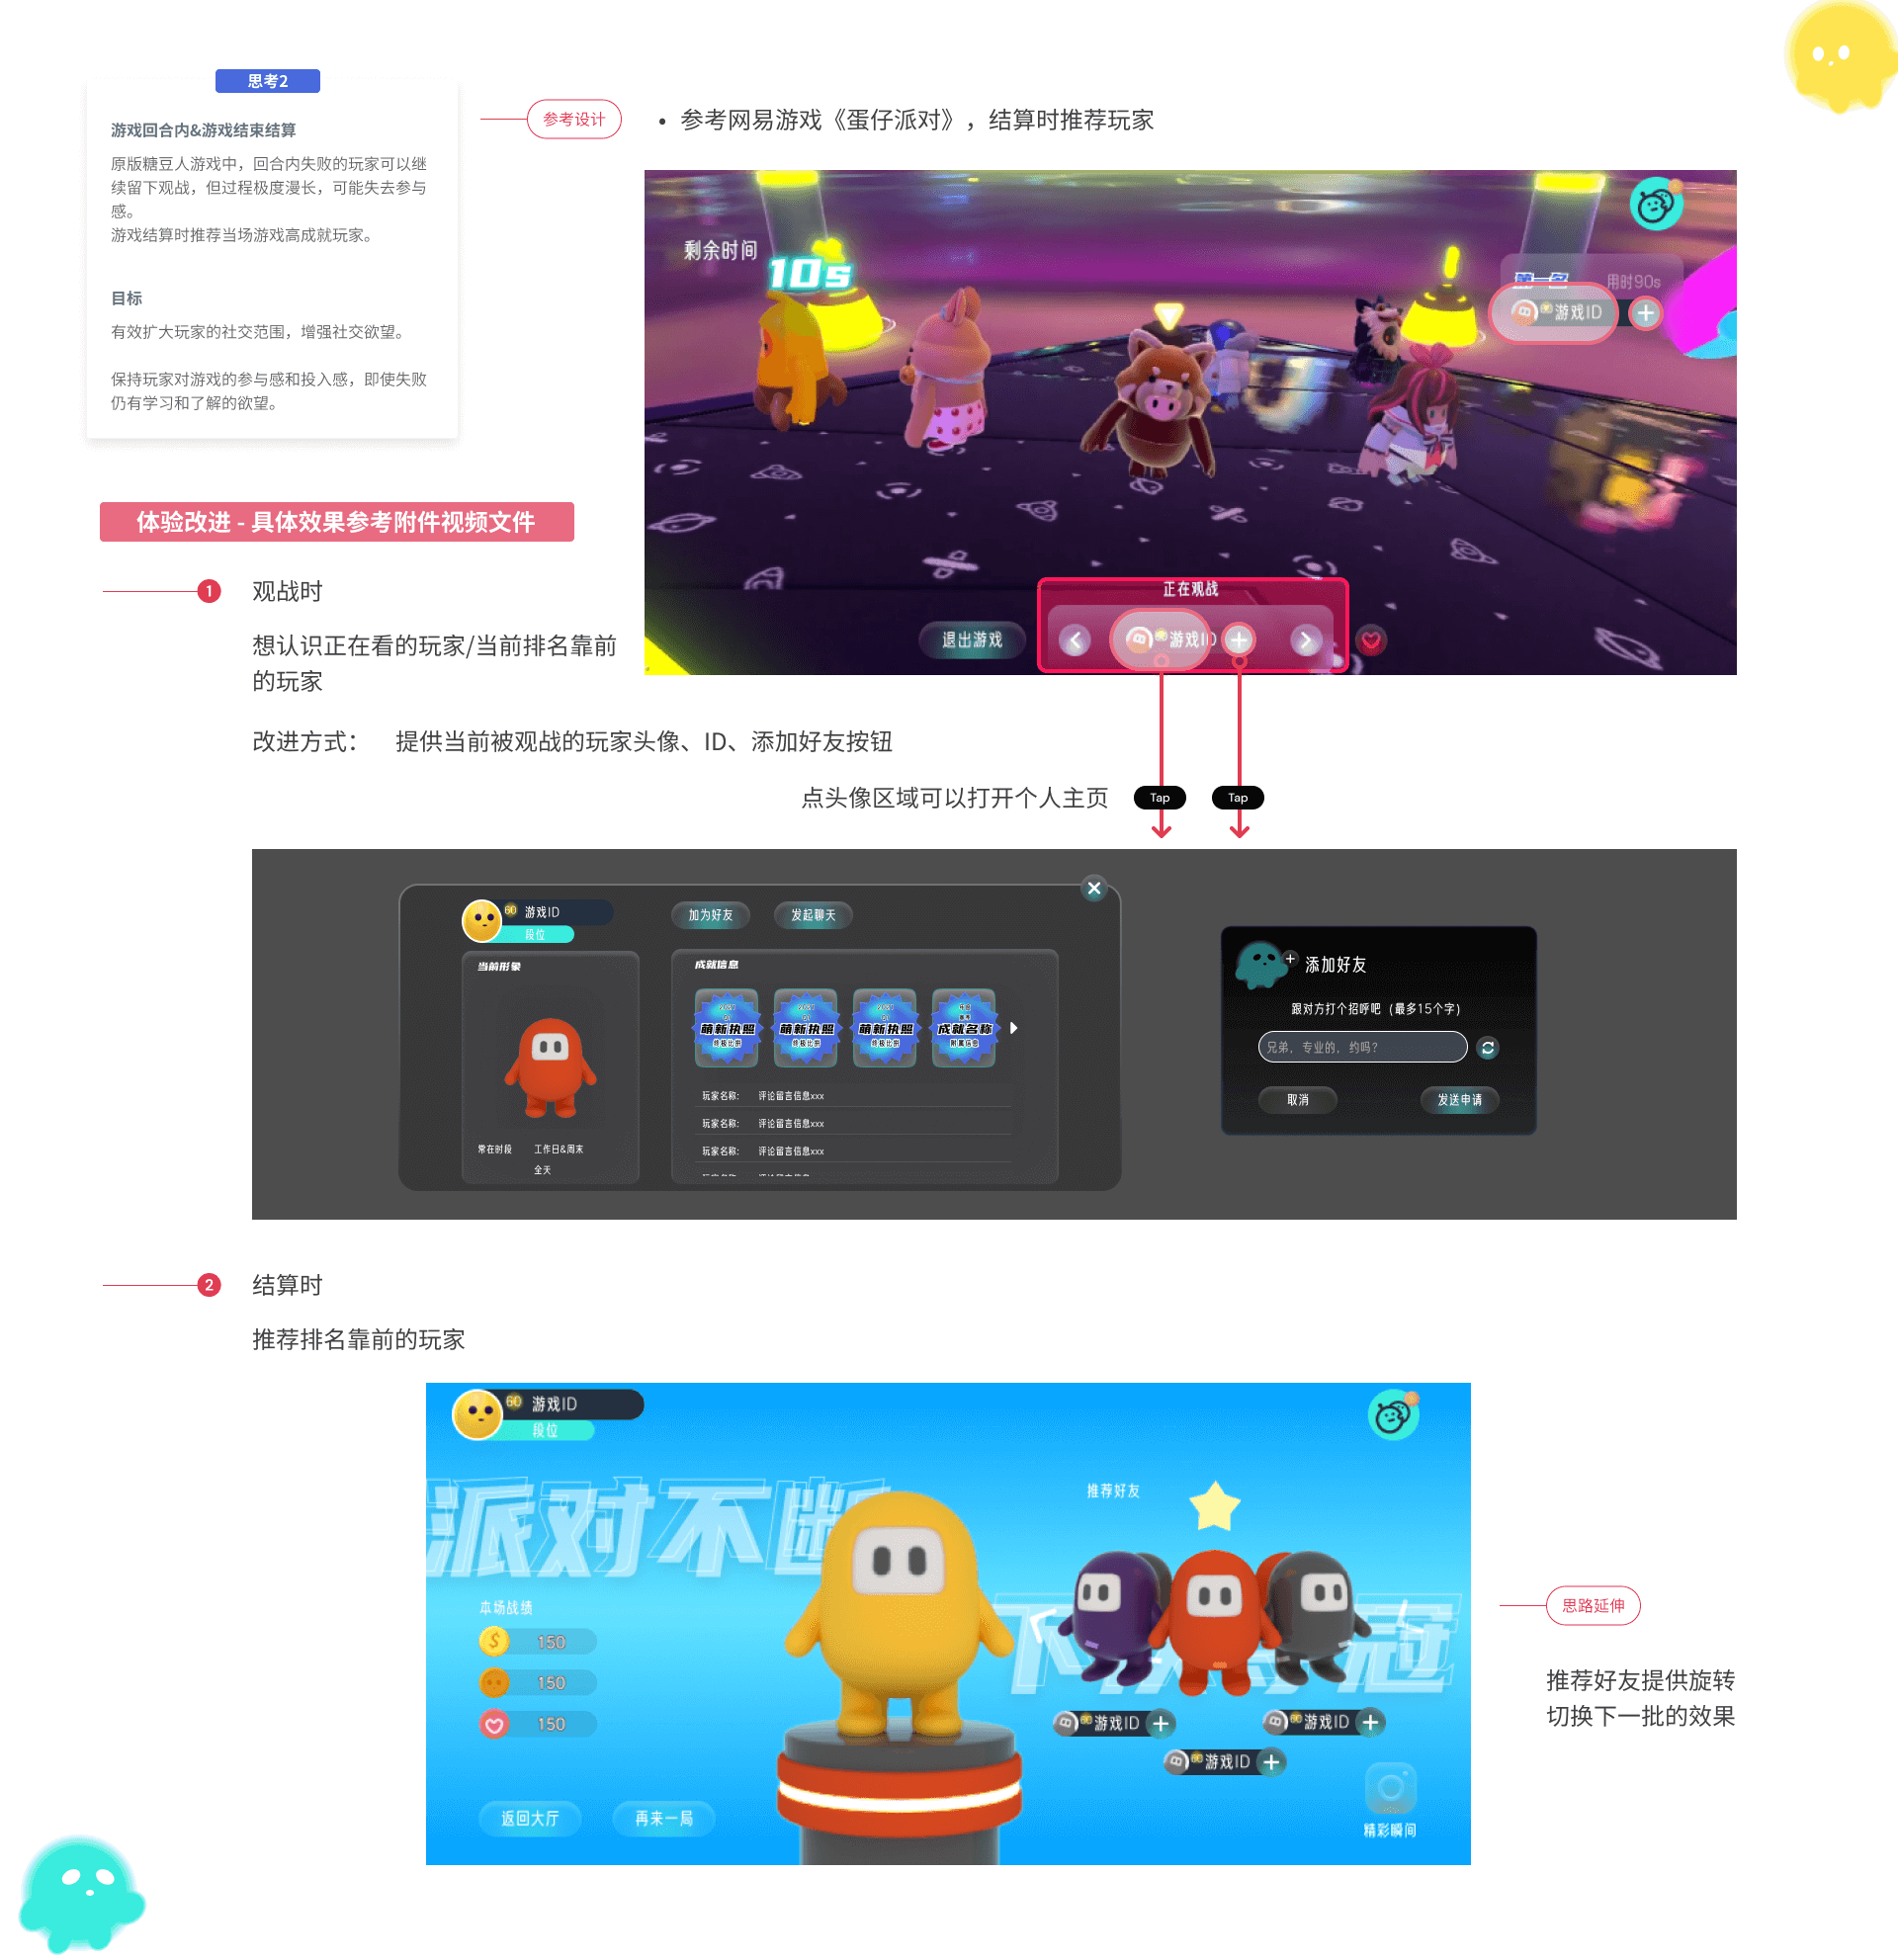 思考2
游戏回合内&游戏结束结算
原版糖豆人游戏中，回合内失败的玩家可以继
续留下观战，但过程极度漫长，可能失去参与
感。
游戏结算时推荐当场游戏高成就玩家。
目标
有效扩大玩家的社交范围，增强社交欲望。
保持玩家对游戏的参与感和投入感，即使失败
仍有学习和了解的欲望。
参考设计
• 参考网易游戏《蛋仔派对》，结算时推荐玩家
剩余时间
10s
第一名 用时90s
游戏ID
正在观战
退出游戏
游戏ID
体验改进 - 具体效果参考附件视频文件
1 观战时
想认识正在看的玩家/当前排名靠前
的玩家
改进方式： 提供当前被观战的玩家头像、ID、添加好友按钮
点头像区域可以打开个人主页
Tap
Tap
60 游戏ID
段位
加为好友
发起聊天
当前形象
常在时段 工作日&周末
全天
成就信息
萌新执照
终极比拼
萌新执照
终极比拼
萌新执照
终极比拼
成就名称
附属信息
玩家名称: 评论留言信息xxx
玩家名称: 评论留言信息xxx
玩家名称: 评论留言信息xxx
添加好友
跟对方打个招呼吧（最多15个字）
兄弟，专业的，约吗？
取消
发送申请
2 结算时
推荐排名靠前的玩家
60 游戏ID
段位
派对不断
推荐好友
本场战绩
150
150
150
60 游戏ID
60 游戏ID
60 游戏ID
返回大厅
再来一局
精彩瞬间
思路延伸
推荐好友提供旋转
切换下一批的效果